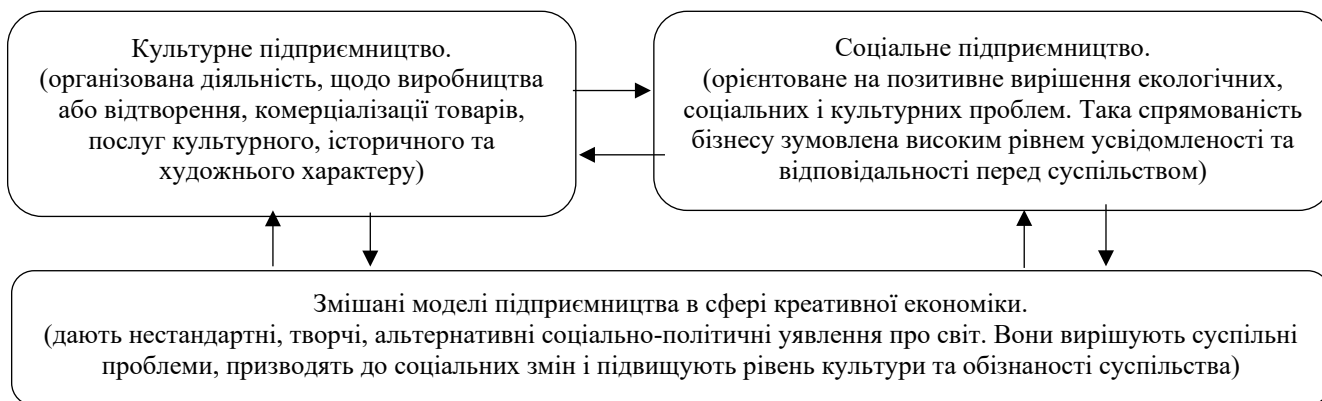 Культурне підприємництво.
(організована діяльність, щодо виробництва
або відтворення, комерціалізації товарів,
послуг культурного, історичного та
художнього характеру)
Соціальне підприємництво.
(орієнтоване на позитивне вирішення екологічних,
соціальних і культурних проблем. Така спрямованість
бізнесу зумовлена високим рівнем усвідомленості та
відповідальності перед суспільством)
Змішані моделі підприємництва в сфері креативної економіки.
(дають нестандартні, творчі, альтернативні соціально-політичні уявлення про світ. Вони вирішують суспільні
проблеми, призводять до соціальних змін і підвищують рівень культури та обізнаності суспільства)